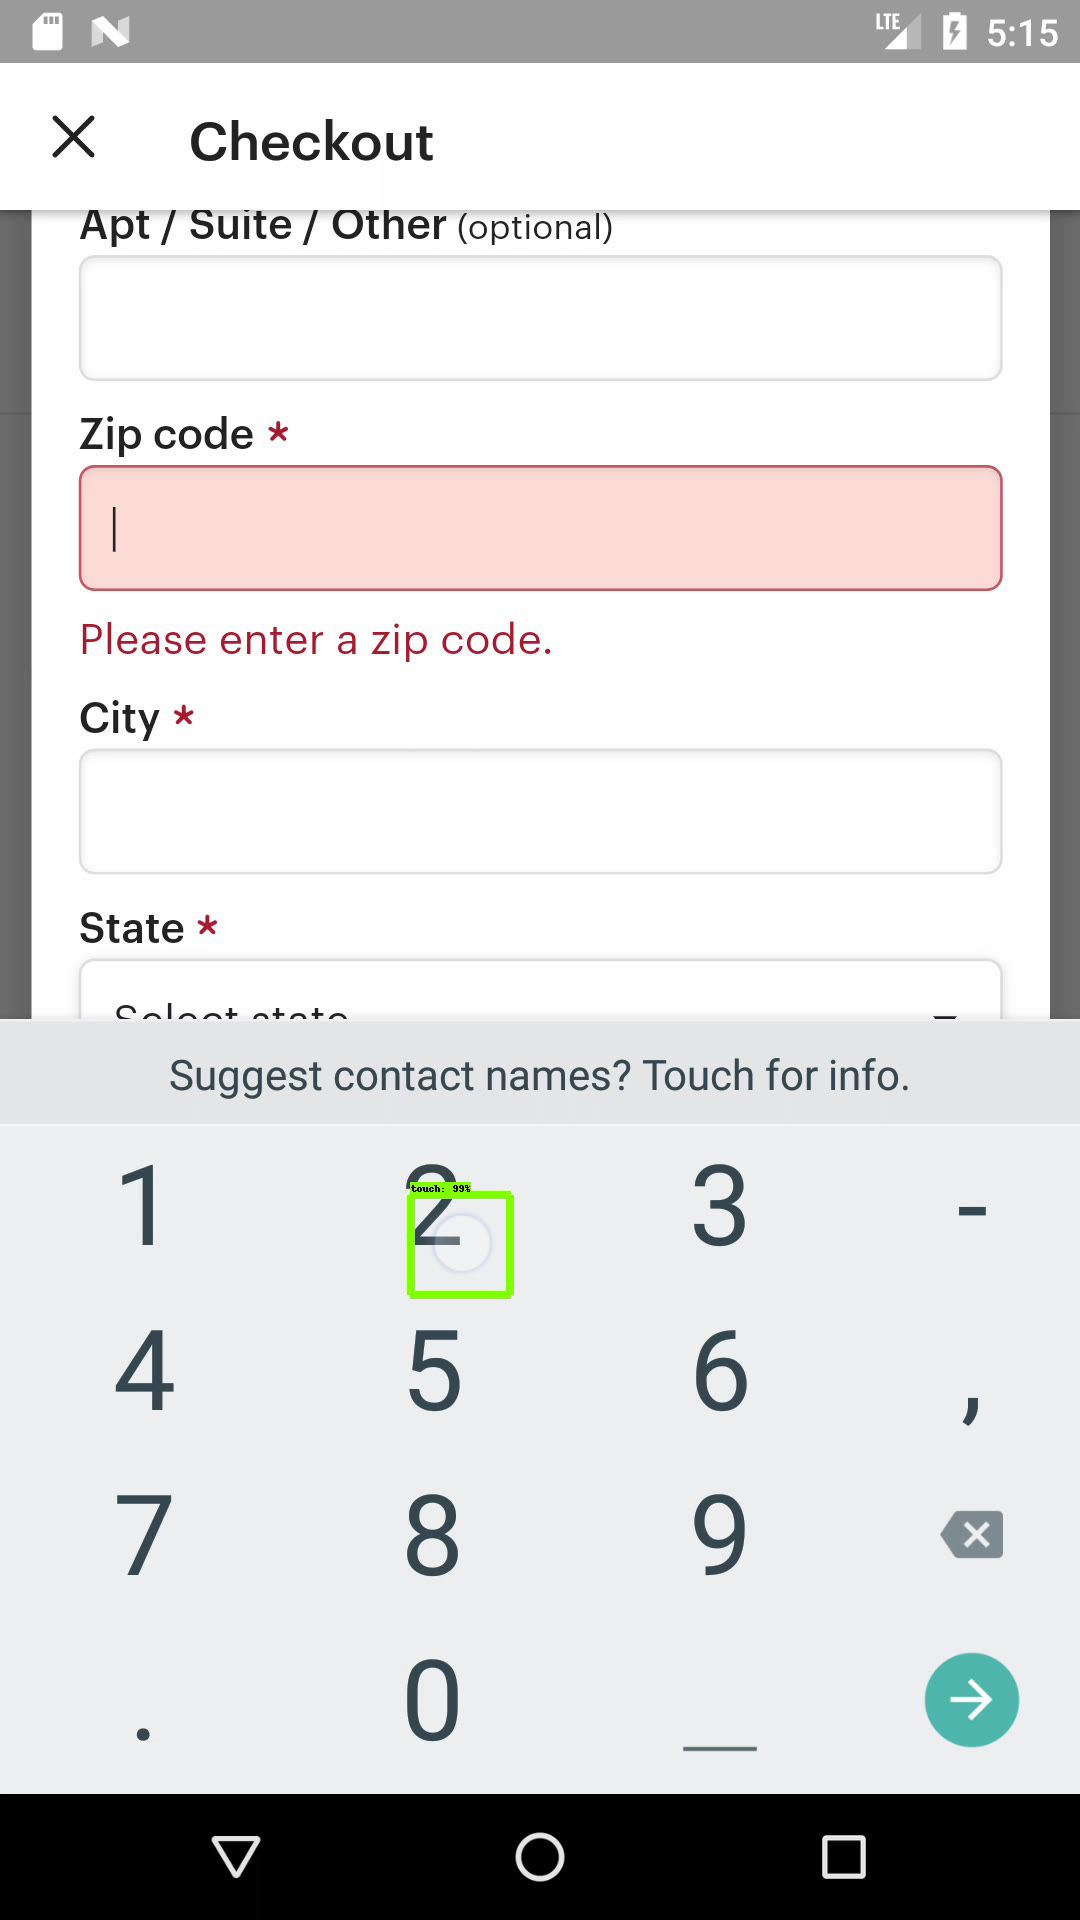 LTE 5:15
Checkout
Apt / Suite / Other (optional)
Zip code *
Please enter a zip code.
City *
State *
Select state
Suggest contact names? Touch for info.
1 2 3 -
touch: 99%
4 5 6 ,
7 8 9
. 0 _